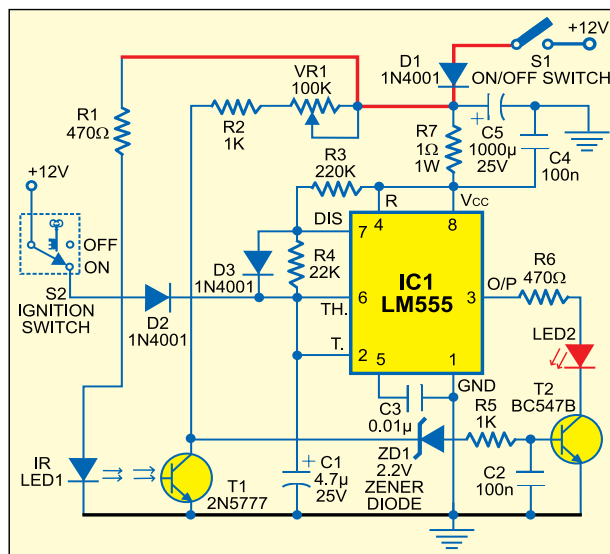 +12V
D1
1N4001
S1
ON/OFF SWITCH
VR1
100K
R1
470Ω
R2
1K
R7
1Ω
1W
C5
1000µ
25V
C4
100n
+12V
R3
220K
R
VCC
DIS
7
4
8
OFF
ON
S2
IGNITION
SWITCH
D3
1N4001
R4
22K
IC1
LM555
6
TH.
3
O/P
R6
470Ω
D2
1N4001
2
T.
5
1
GND
LED2
T2
BC547B
C3
0.01µ
R5
1K
IR
LED1
T1
2N5777
C1
4.7µ
25V
ZD1
2.2V
ZENER
DIODE
C2
100n
+
+